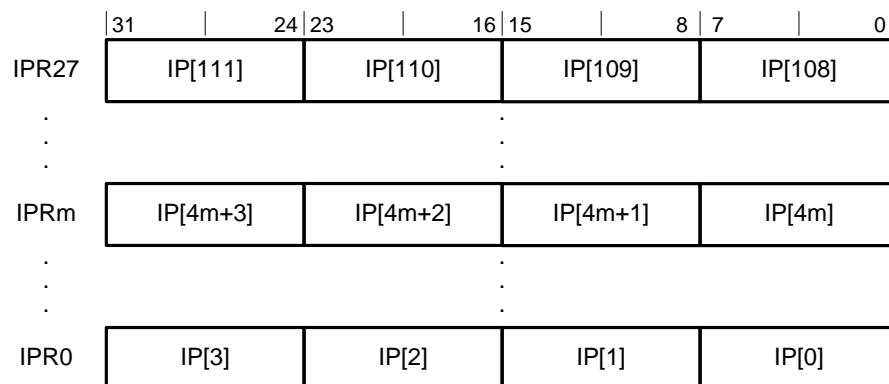 31 24 23 16 15 8 7 0
IPR27 IP[111] IP[110] IP[109] IP[108]
. .
. .
. .
IPRm IP[4m+3] IP[4m+2] IP[4m+1] IP[4m]
. .
. .
. .
IPR0 IP[3] IP[2] IP[1] IP[0]